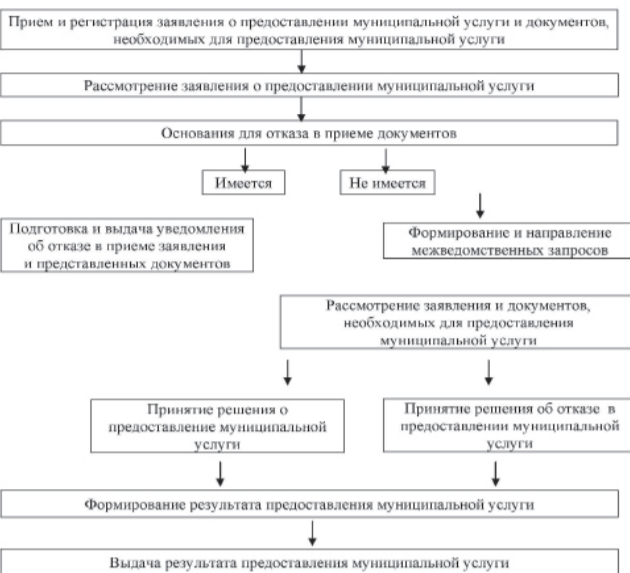 Прием и регистрация заявления о предоставлении муниципальной услуги и документов,
необходимых для предоставления муниципальной услуги
Рассмотрение заявления о предоставлении муниципальной услуги
Основания для отказа в приеме документов
Имеется
Не имеется
Подготовка и выдача уведомления
об отказе в приеме заявления
и представленных документов
Формирование и направление
межведомственных запросов
Рассмотрение заявления и документов,
необходимых для предоставления
муниципальной услуги
Принятие решения о
предоставление муниципальной
услуги
Принятие решения об отказе в
предоставлении муниципальной
услуги
Формирование результата предоставления муниципальной услуги
Выдача результата предоставления муниципальной услуги